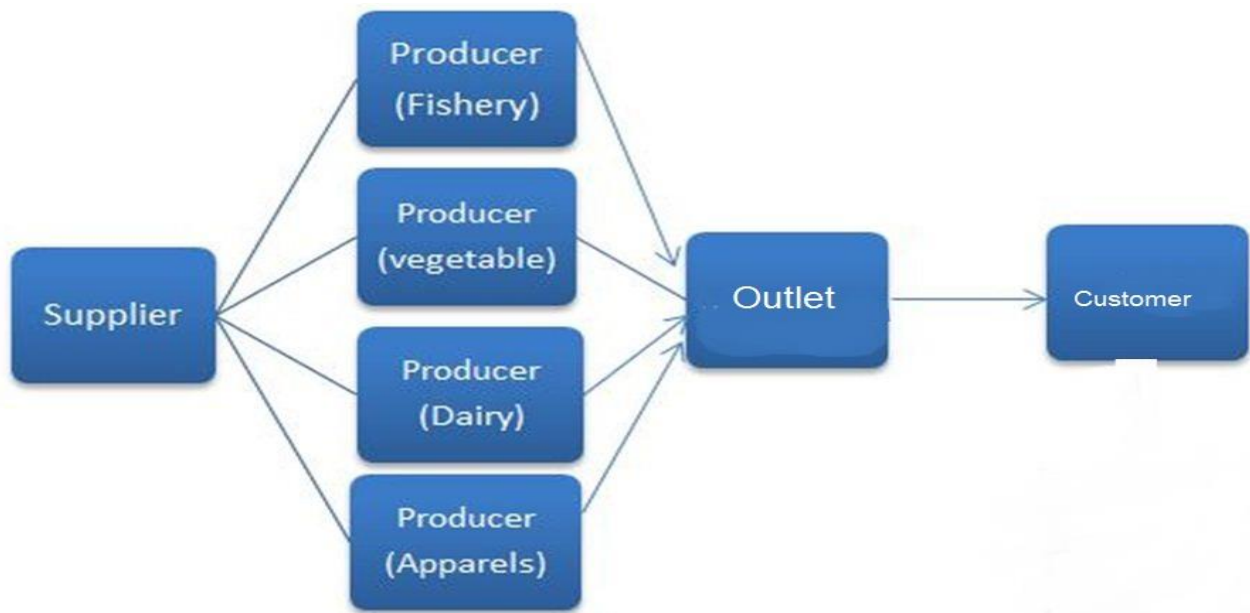 Supplier
Producer
(Fishery)
Producer
(vegetable)
Producer
(Dairy)
Producer
(Apparels)
Outlet
Customer